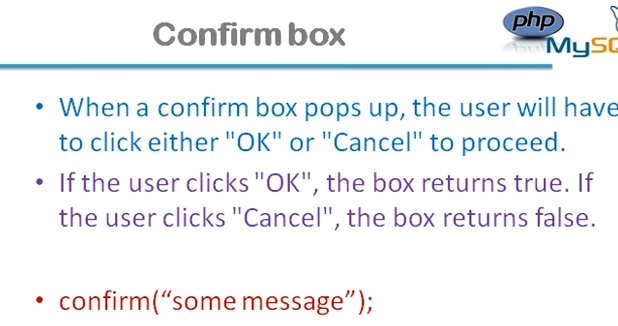 Confirm box
php
MySQ
• When a confirm box pops up, the user will have
to click either "OK" or "Cancel" to proceed.
• If the user clicks "OK", the box returns true. If
the user clicks "Cancel", the box returns false.
• confirm(“some message”);